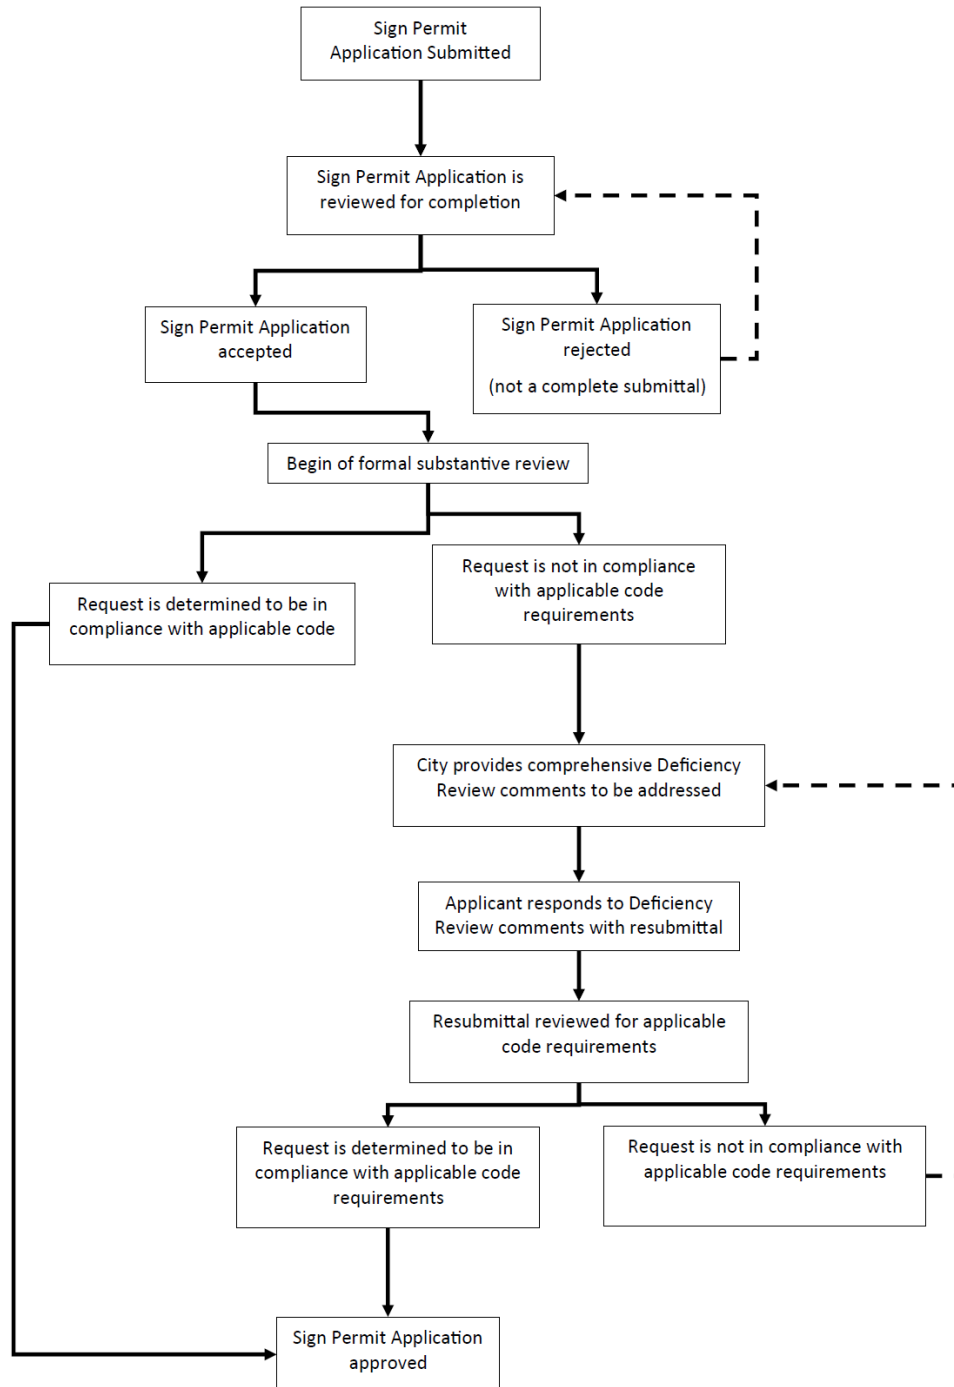 Sign Permit
Application Submitted
Sign Permit Application is
reviewed for completion
Sign Permit Application
accepted
Sign Permit Application
rejected
(not a complete submittal)
Begin of formal substantive review
Request is determined to be in
compliance with applicable code
Request is not in compliance
with applicable code
requirements
City provides comprehensive Deficiency
Review comments to be addressed
Applicant responds to Deficiency
Review comments with resubmittal
Resubmittal reviewed for applicable
code requirements
Request is determined to be in
compliance with applicable code
requirements
Request is not in compliance with
applicable code requirements
Sign Permit Application
approved